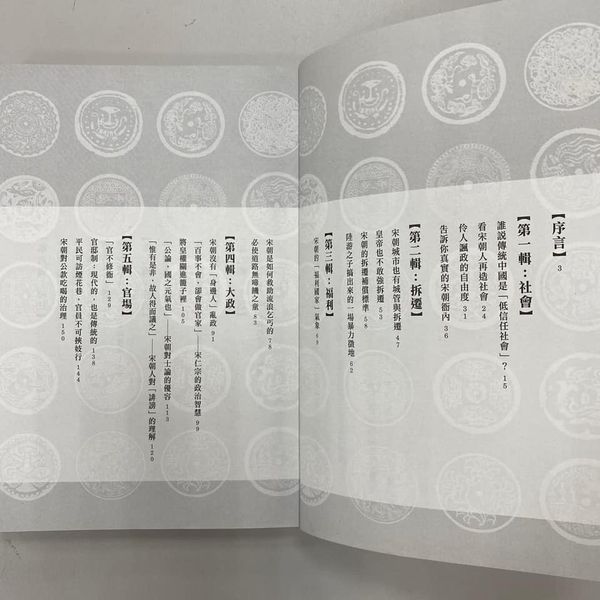 【序言】 3
【第一輯：社會】
誰說傳統中國是「低信任社會」？ 15
看宋朝人再造社會 24
伶人諷政的自由度 31
告訴你真實的宋朝衙內 36
【第二輯：拆遷】
宋朝城市也有城管與拆遷 47
皇帝也不敢強拆遷 53
宋朝的拆遷補償標準 58
陸游之子搞出來的一場暴力徵地 62
【第三輯：福利】
宋朝的「福利國家」氣象 69
宋朝是如何救助流浪乞丐的 78
必使道路無啼饑之童 83
【第四輯：大政】
宋朝沒有「身邊人」亂政 91
「百事不會，卻會做官家」——宋仁宗的政治智慧 99
將皇權關進籠子裡 105
「公論，國之元氣也」——宋朝對士論的優容 113
「惟有是非，故人得而議之」——宋朝人對「誹謗」的理解 120
【第五輯：官場】
「官不修衙」 129
官邸制：現代的，也是傳統的 138
平民可訪煙花巷，官員不可挾妓行 144
宋朝對公款吃喝的治理 150